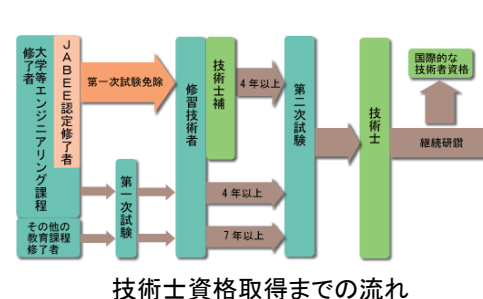 大学等エンジニアリング課程
修了者
JABEE認定修了者
第一次試験免除
その他の
教育課程
修了者
第一次試験
修習技術者
技術士補
4年以上
4年以上
7年以上
第二次試験
技術士
国際的な
技術者資格
継続研鑽
技術士資格取得までの流れ